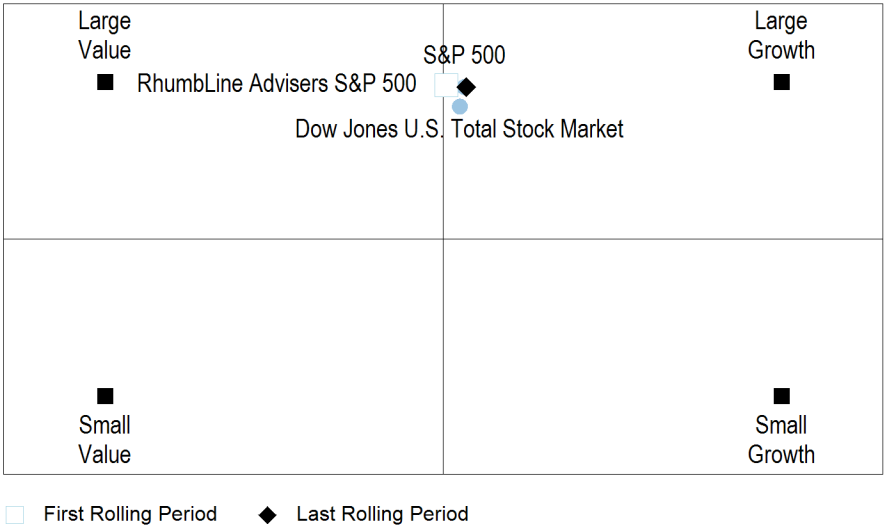 Large
Value
Large
Growth
S&P 500
RhumbLine Advisers S&P 500
Dow Jones U.S. Total Stock Market
Small
Value
Small
Growth
First Rolling Period
Last Rolling Period